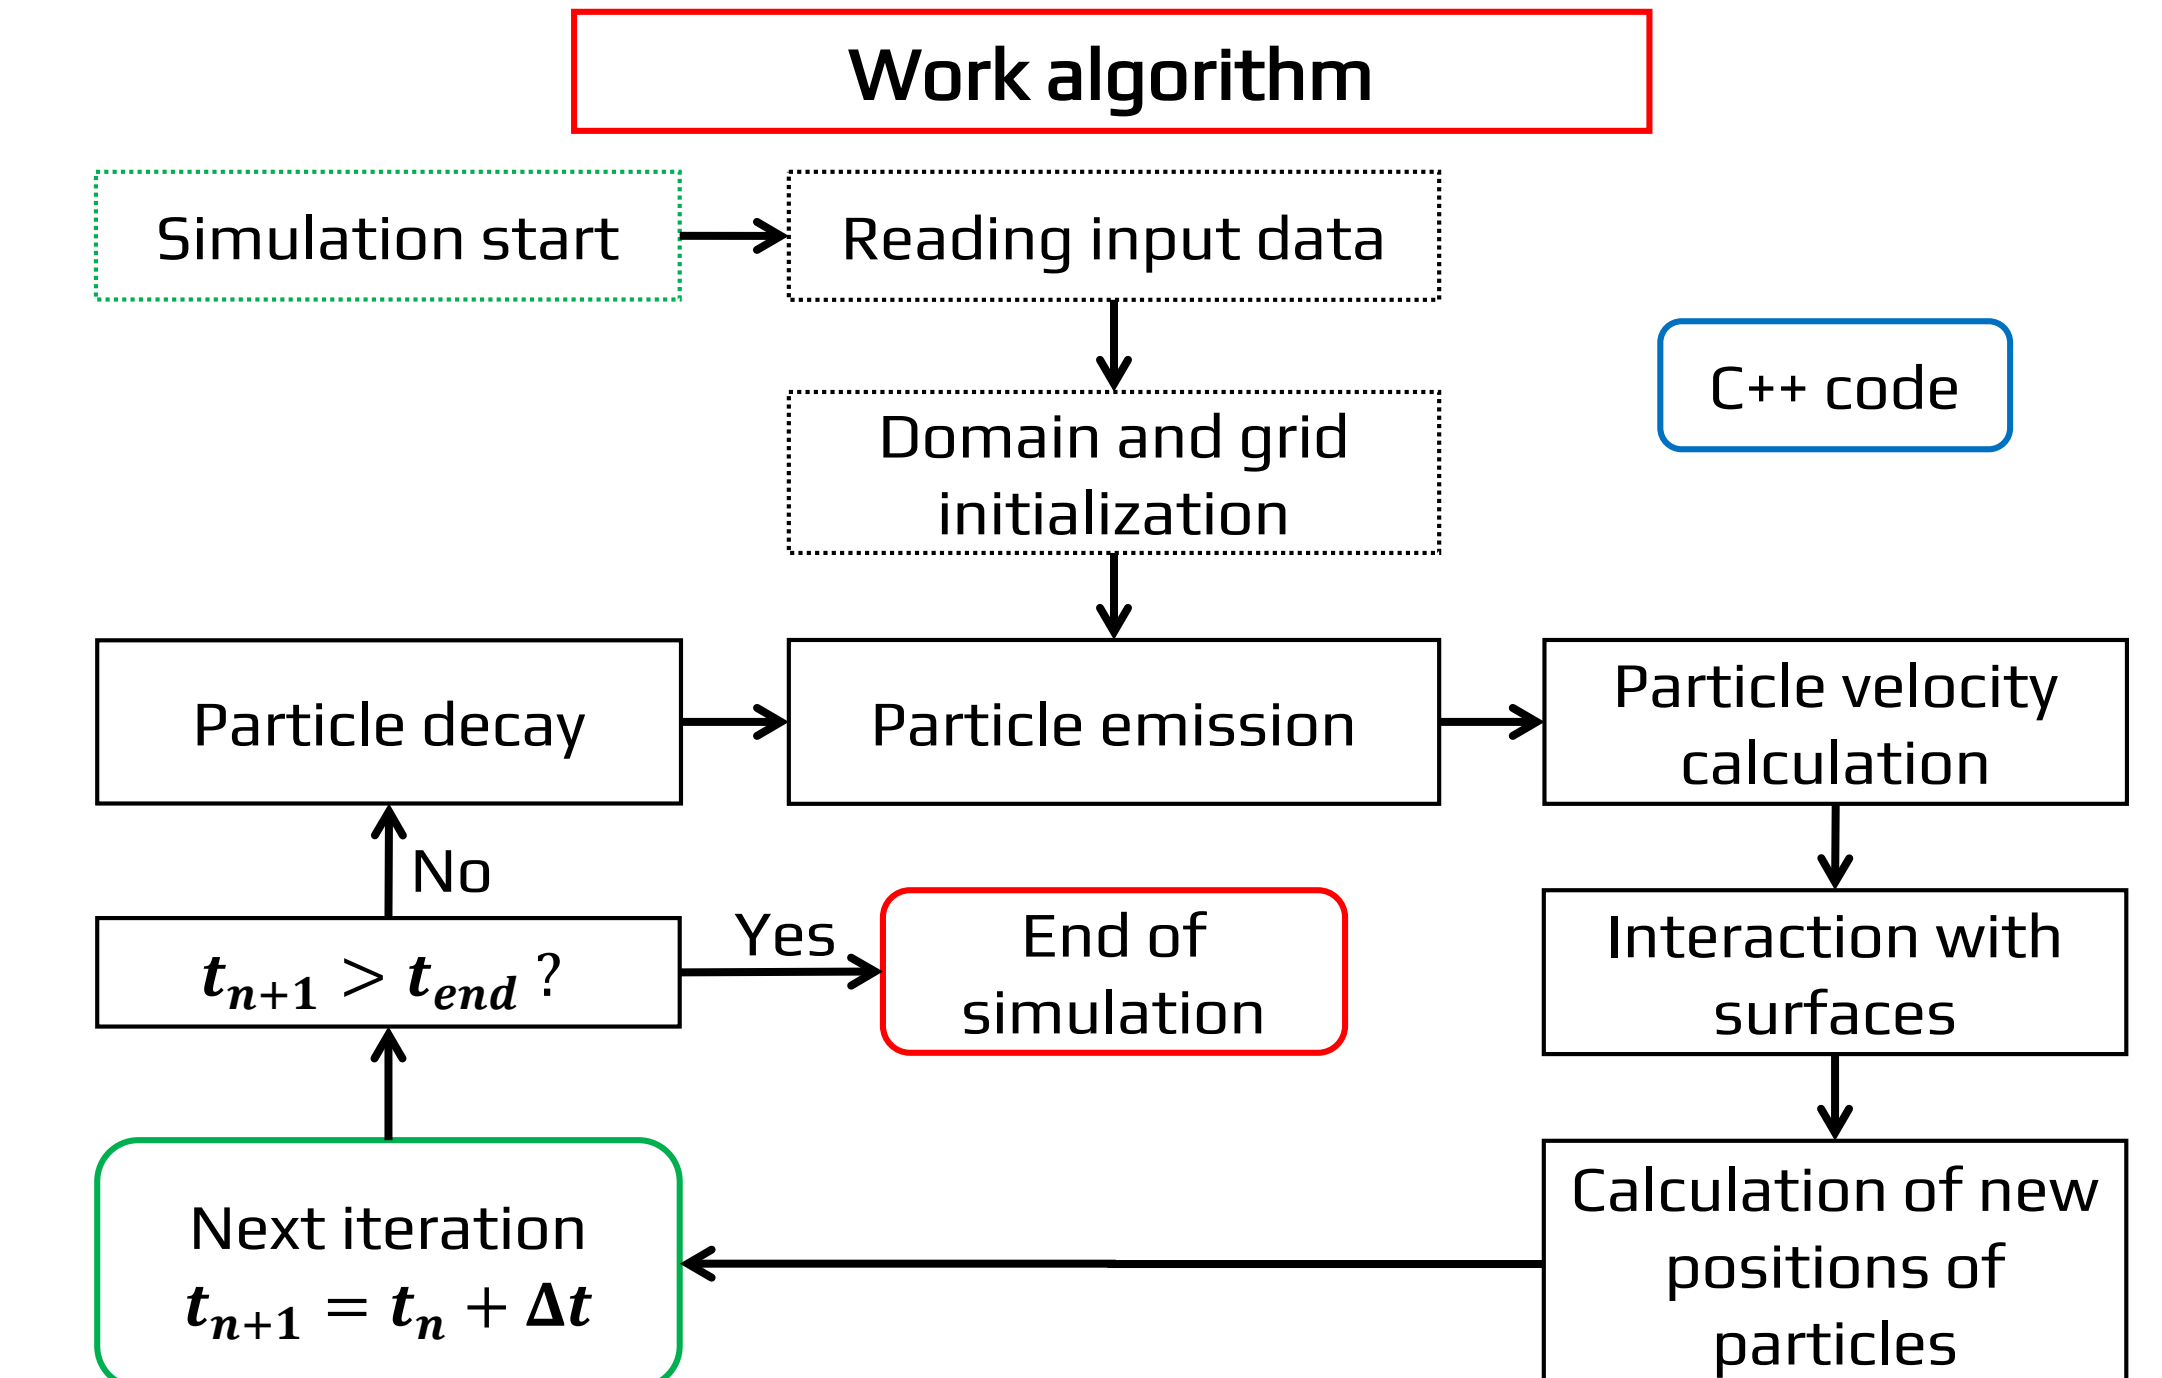 Work algorithm
Simulation start
Reading input data
C++ code
Domain and grid
initialization
Particle decay
Particle emission
Particle velocity
calculation
No
Yes
t_{n+1} > t_{end} ?
End of
simulation
Interaction with
surfaces
Next iteration
t_{n+1} = t_n + Δt
Calculation of new
positions of
particles